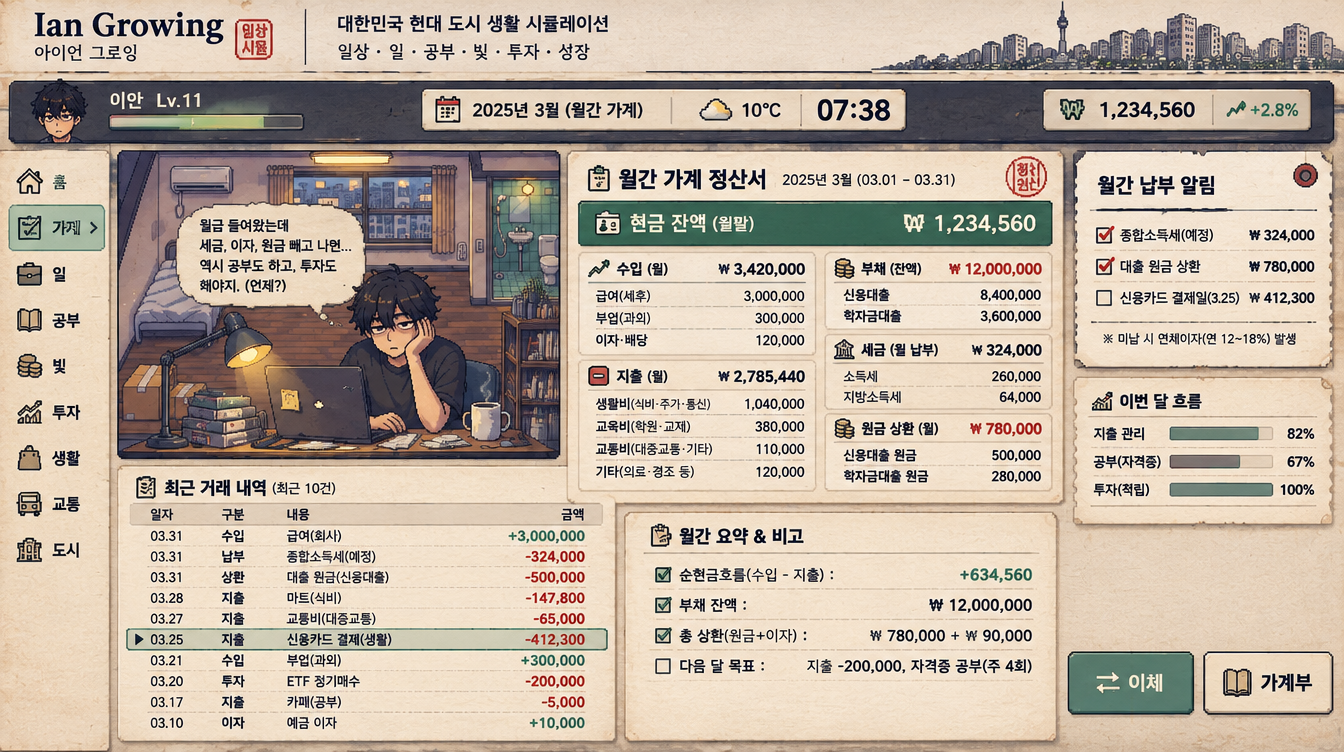 Ian Growing
아이언 그로잉
일상
시뮬
대한민국 현대 도시 생활 시뮬레이션
일상 · 일 · 공부 · 빚 · 투자 · 성장
이안 Lv.11
2025년 3월 (월간 가계)
10°C
07:38
₩ 1,234,560
+2.8%
홈
가계
일
공부
빚
투자
생활
교통
도시
월급 들어왔는데
세금, 이자, 원금 빼고 나면...
역시 공부도 하고, 투자도
해야지. (언제?)
월간 가계 정산서 2025년 3월 (03.01 – 03.31)
현금 잔액 (월말) ₩ 1,234,560
수입 (월) ₩ 3,420,000
급여(세후) 3,000,000
부업(과외) 300,000
이자·배당 120,000
지출 (월) ₩ 2,785,440
생활비(식비·주가·통신) 1,040,000
교육비(학원·교재) 380,000
교통비(대중교통·기타) 110,000
기타(의료·경조 등) 120,000
부채 (잔액) ₩ 12,000,000
신용대출 8,400,000
학자금대출 3,600,000
세금 (월 납부) ₩ 324,000
소득세 260,000
지방소득세 64,000
원금 상환 (월) ₩ 780,000
신용대출 원금 500,000
학자금대출 원금 280,000
월간 납부 알림
종합소득세(예정) ₩ 324,000
대출 원금 상환 ₩ 780,000
신용카드 결제일(3.25) ₩ 412,300
※ 미납 시 연체이자(연 12~18%) 발생
이번 달 흐름
지출 관리 82%
공부(자격증) 67%
투자(적립) 100%
최근 거래 내역 (최근 10건)
일자 구분 내용 금액
03.31 수입 급여(회사) +3,000,000
03.31 납부 종합소득세(예정) -324,000
03.31 상환 대출 원금(신용대출) -500,000
03.28 지출 마트(식비) -147,800
03.27 지출 교통비(대중교통) -65,000
03.25 지출 신용카드 결제(생활) -412,300
03.21 수입 부업(과외) +300,000
03.20 투자 ETF 정기매수 -200,000
03.17 지출 카페(공부) -5,000
03.10 이자 예금 이자 +10,000
월간 요약 & 비고
순현금흐름(수입 - 지출) : +634,560
부채 잔액 : ₩ 12,000,000
총 상환(원금+이자) : ₩ 780,000 + ₩ 90,000
다음 달 목표 : 지출 -200,000, 자격증 공부(주 4회)
이체
가계부